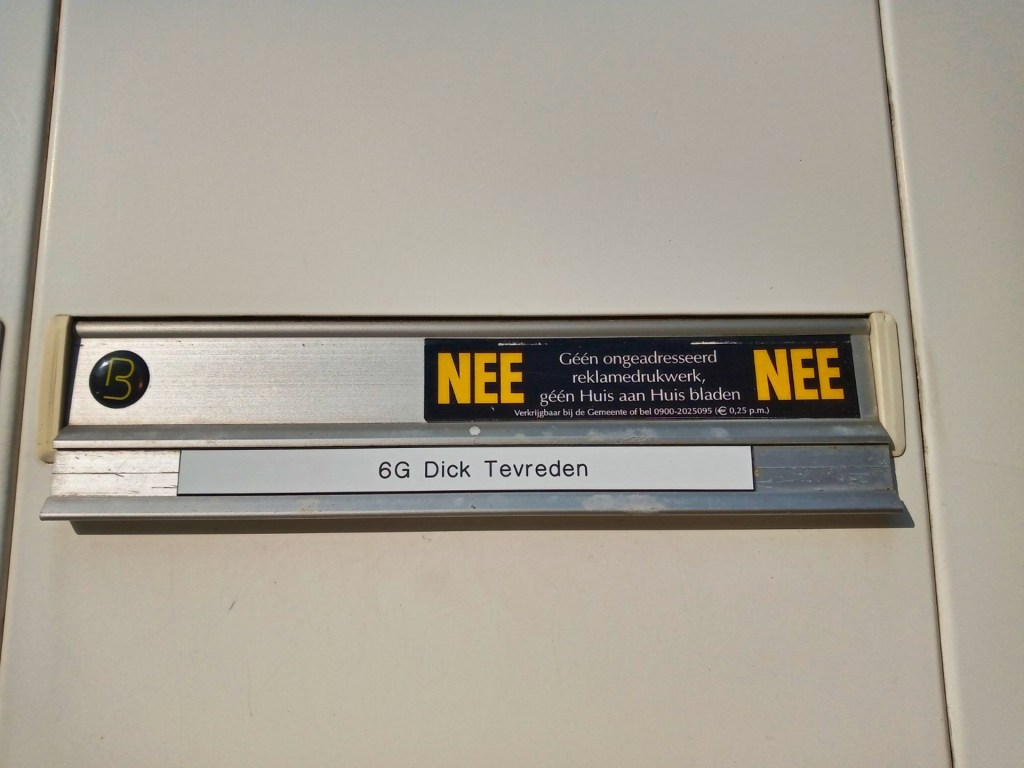 B
NEE
Géén ongeadresseerd
reklamedrukwerk,
géén Huis aan Huis bladen
Verkrijgbaar bij de Gemeente of bel 0900-2025095 (€ 0,25 p.m.)
NEE
6G Dick Tevreden